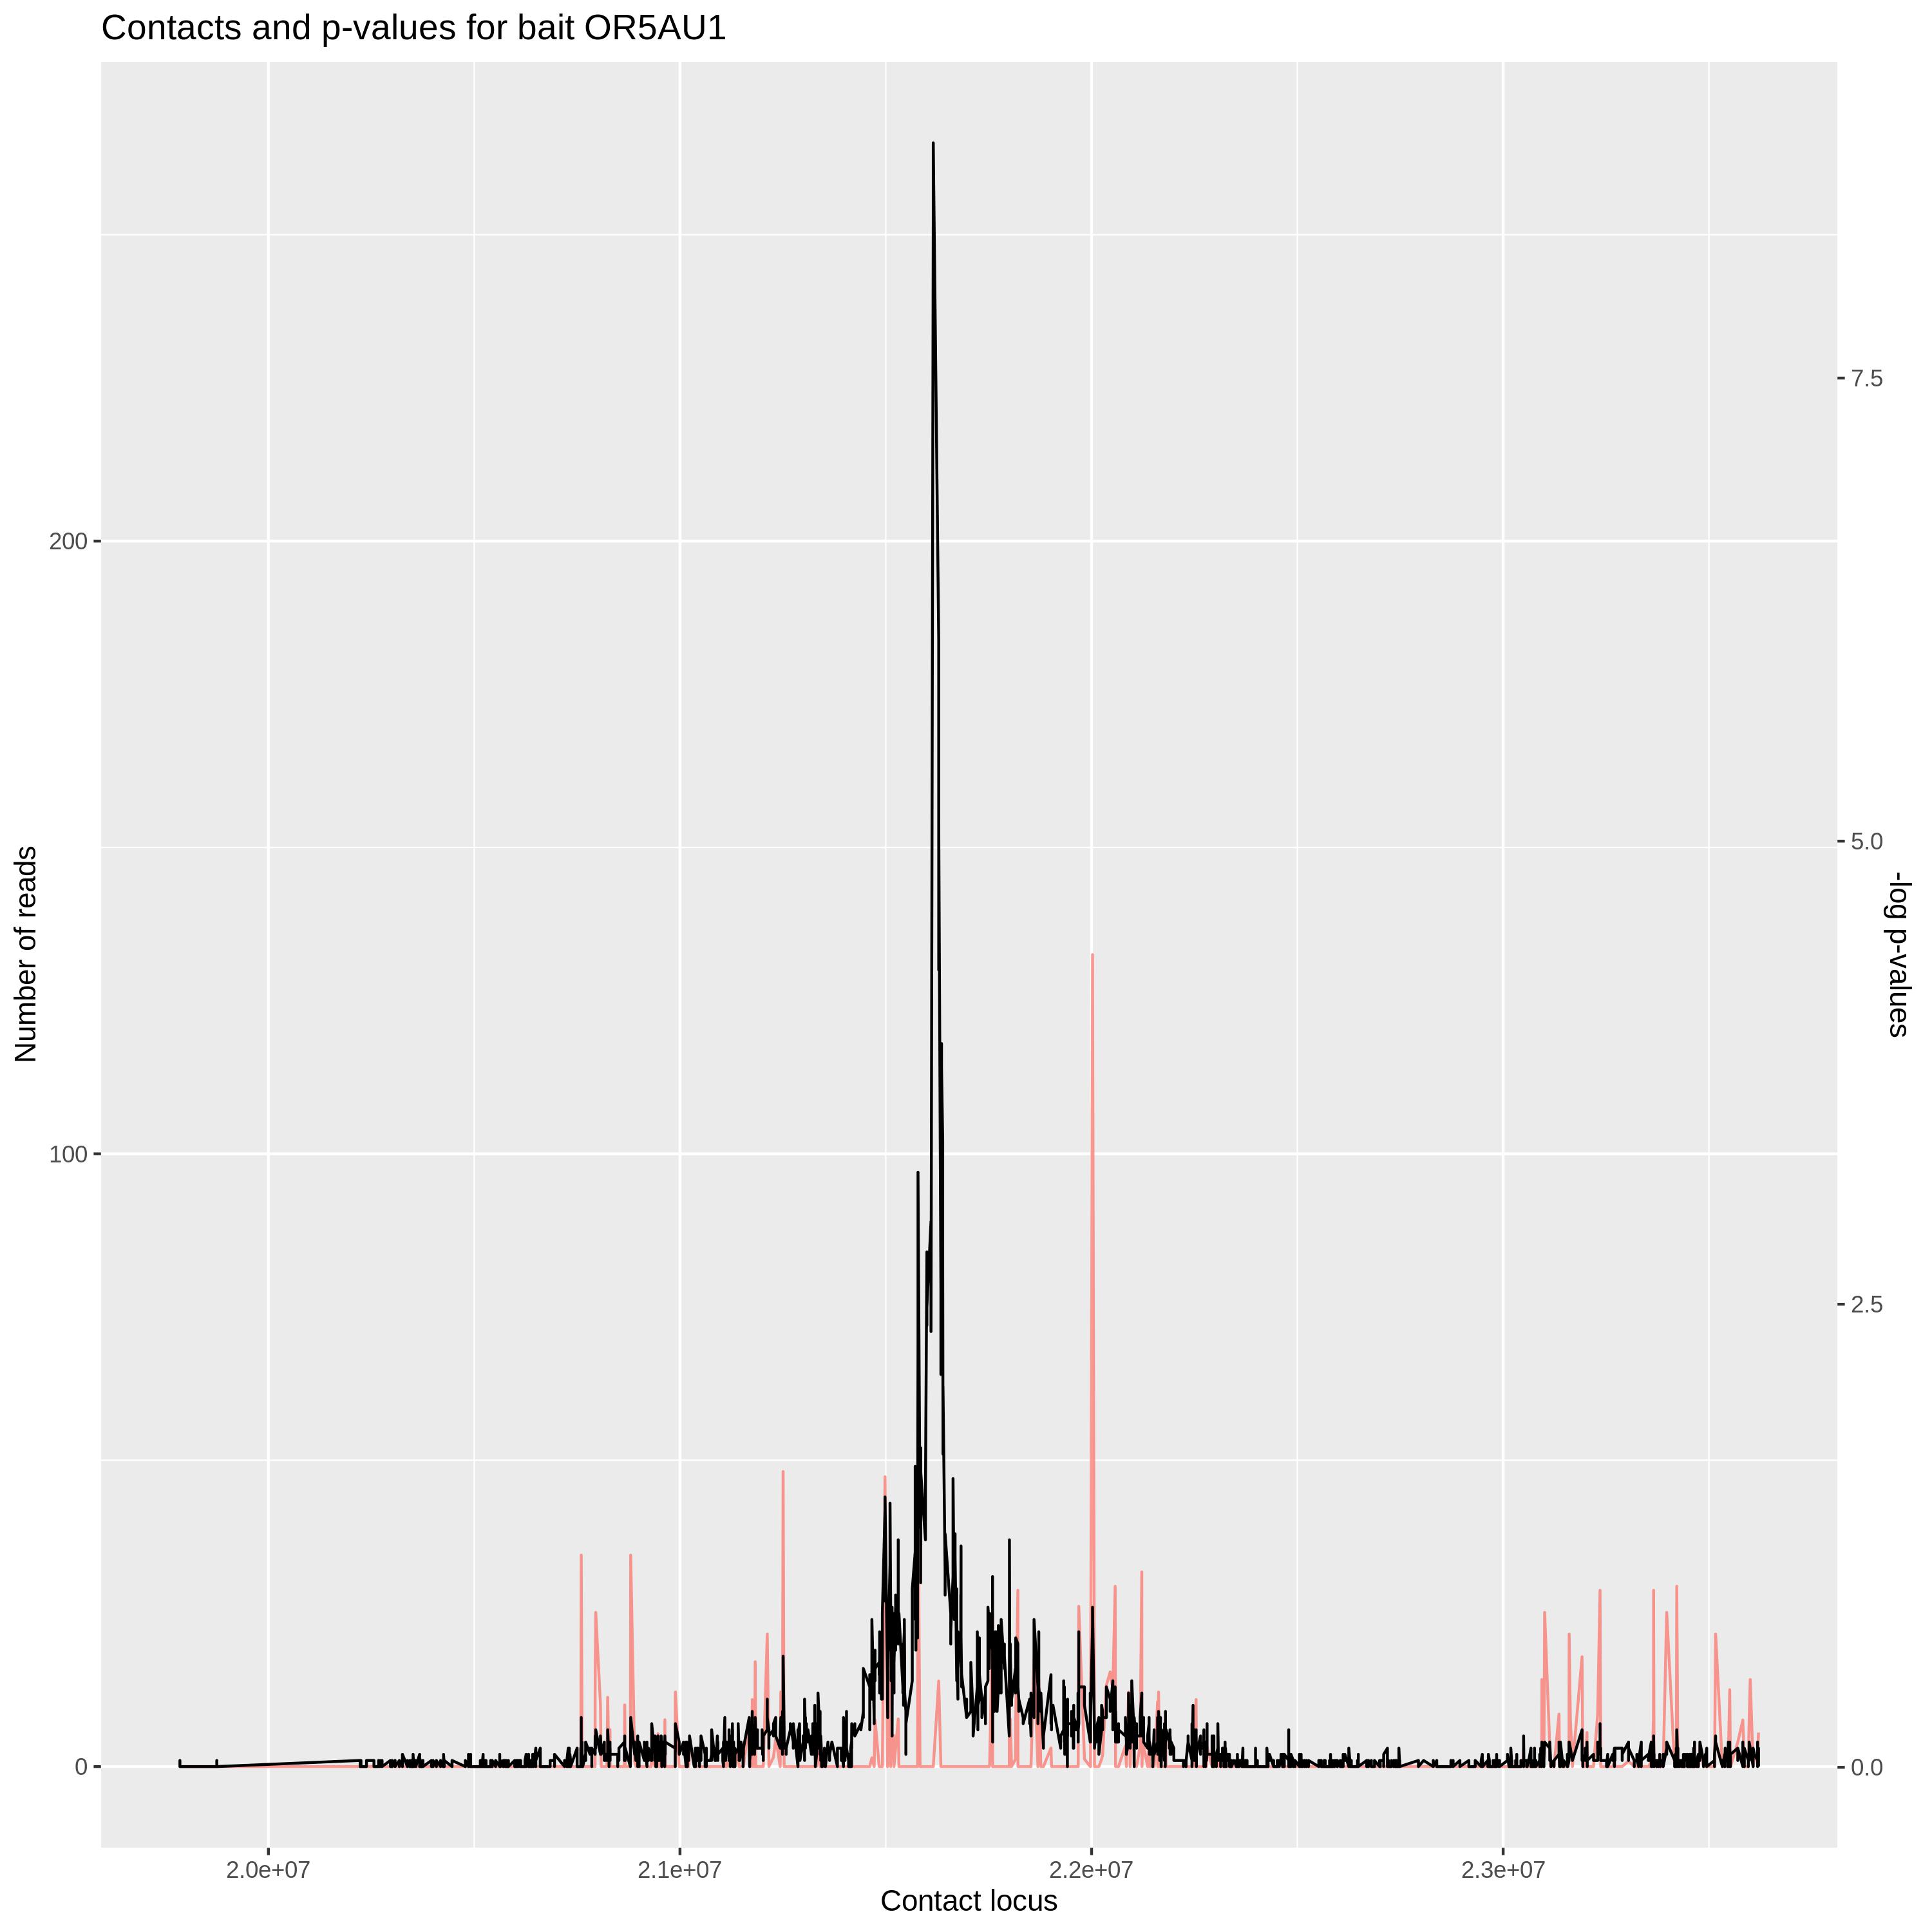 Contacts and p-values for bait OR5AU1
Number of reads
200
100
0
7.5
5.0
2.5
0.0
-log p-values
2.0e+07
2.1e+07
2.2e+07
2.3e+07
Contact locus